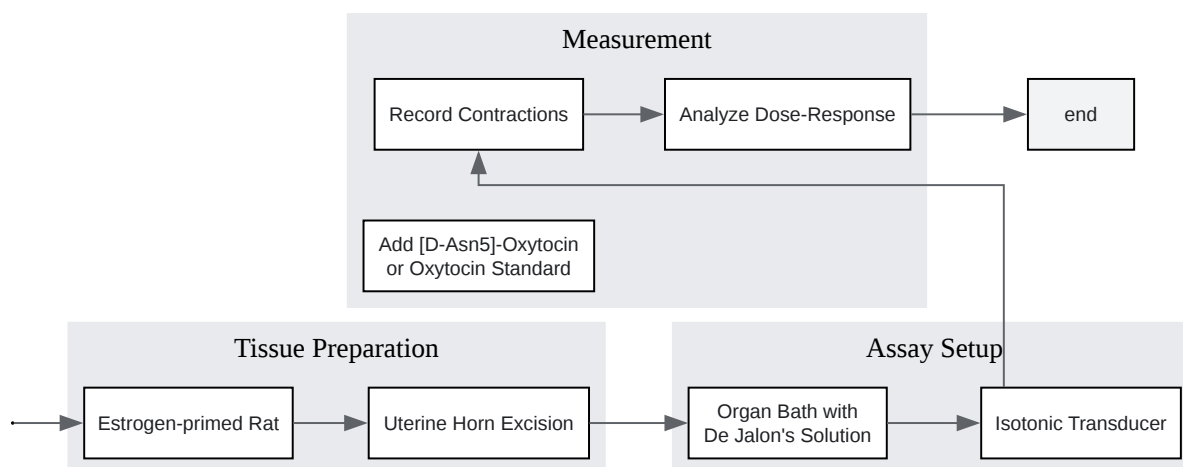 Measurement
Record Contractions
Analyze Dose-Response
end
Add [D-Asn5]-Oxytocin
or Oxytocin Standard
Tissue Preparation
Assay Setup
Estrogen-primed Rat
Uterine Horn Excision
Organ Bath with
De Jalon's Solution
Isotonic Transducer